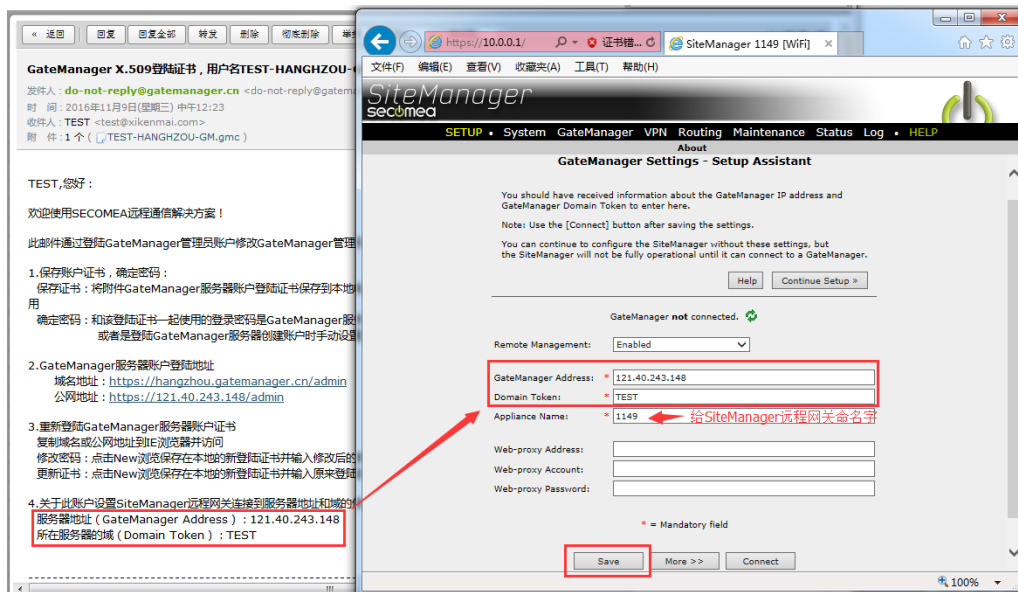 « 返回
回复
回复全部
转发
删除
彻底删除
GateManager X.509登陆证书，用户名TEST-HANGHZOU-
发件人：do-not-reply@gatemanager.cn <do-not-reply@gatem
时 间：2016年11月9日(星期三) 中午12:23
收件人：TEST <test@xikenmai.com>
附 件：1 个 ( TEST-HANGHZOU-GM.gmc )
TEST,您好：
欢迎使用SECOMEA远程通信解决方案！
此邮件通过登陆GateManager管理员账户修改GateManager管理
1.保存账户证书，确定密码：
保存证书：将附件GateManager服务器账户登陆证书保存到本地
用
确定密码：和该登陆证书一起使用的登录密码是GateManager服
或者是登陆GateManager服务器创建账户时手动设置
2.GateManager服务器账户登陆地址
域名地址：https://hangzhou.gatemanager.cn/admin
公网地址：https://121.40.243.148/admin
3.重新登陆GateManager服务器账户证书
复制域名或公网地址到IE浏览器并访问
修改密码：点击New浏览保存在本地的新登陆证书并输入修改后的
更新证书：点击New浏览保存在本地的新登陆证书并输入原来登陆
4.关于此账户设置SiteManager远程网关连接到服务器地址和域的
服务器地址 ( GateManager Address ) : 121.40.243.148
所在服务器的域 ( Domain Token ) : TEST
https://10.0.0.1/
证书错...
SiteManager 1149 [WiFi]
文件(F) 编辑(E) 查看(V) 收藏夹(A) 工具(T) 帮助(H)
SiteManager
secomea
SETUP • System GateManager VPN Routing Maintenance Status Log • HELP
About
GateManager Settings - Setup Assistant
You should have received information about the GateManager IP address and
GateManager Domain Token to enter here.
Note: Use the [Connect] button after saving the settings.
You can continue to configure the SiteManager without these settings, but
the SiteManager will not be fully operational until it can connect to a GateManager.
Help
Continue Setup »
GateManager not connected.
Remote Management: Enabled
GateManager Address: * 121.40.243.148
Domain Token: * TEST
Appliance Name: * 1149 给SiteManager远程网关命名字
Web-proxy Address:
Web-proxy Account:
Web-proxy Password:
* = Mandatory field
Save
More >>
Connect
100%